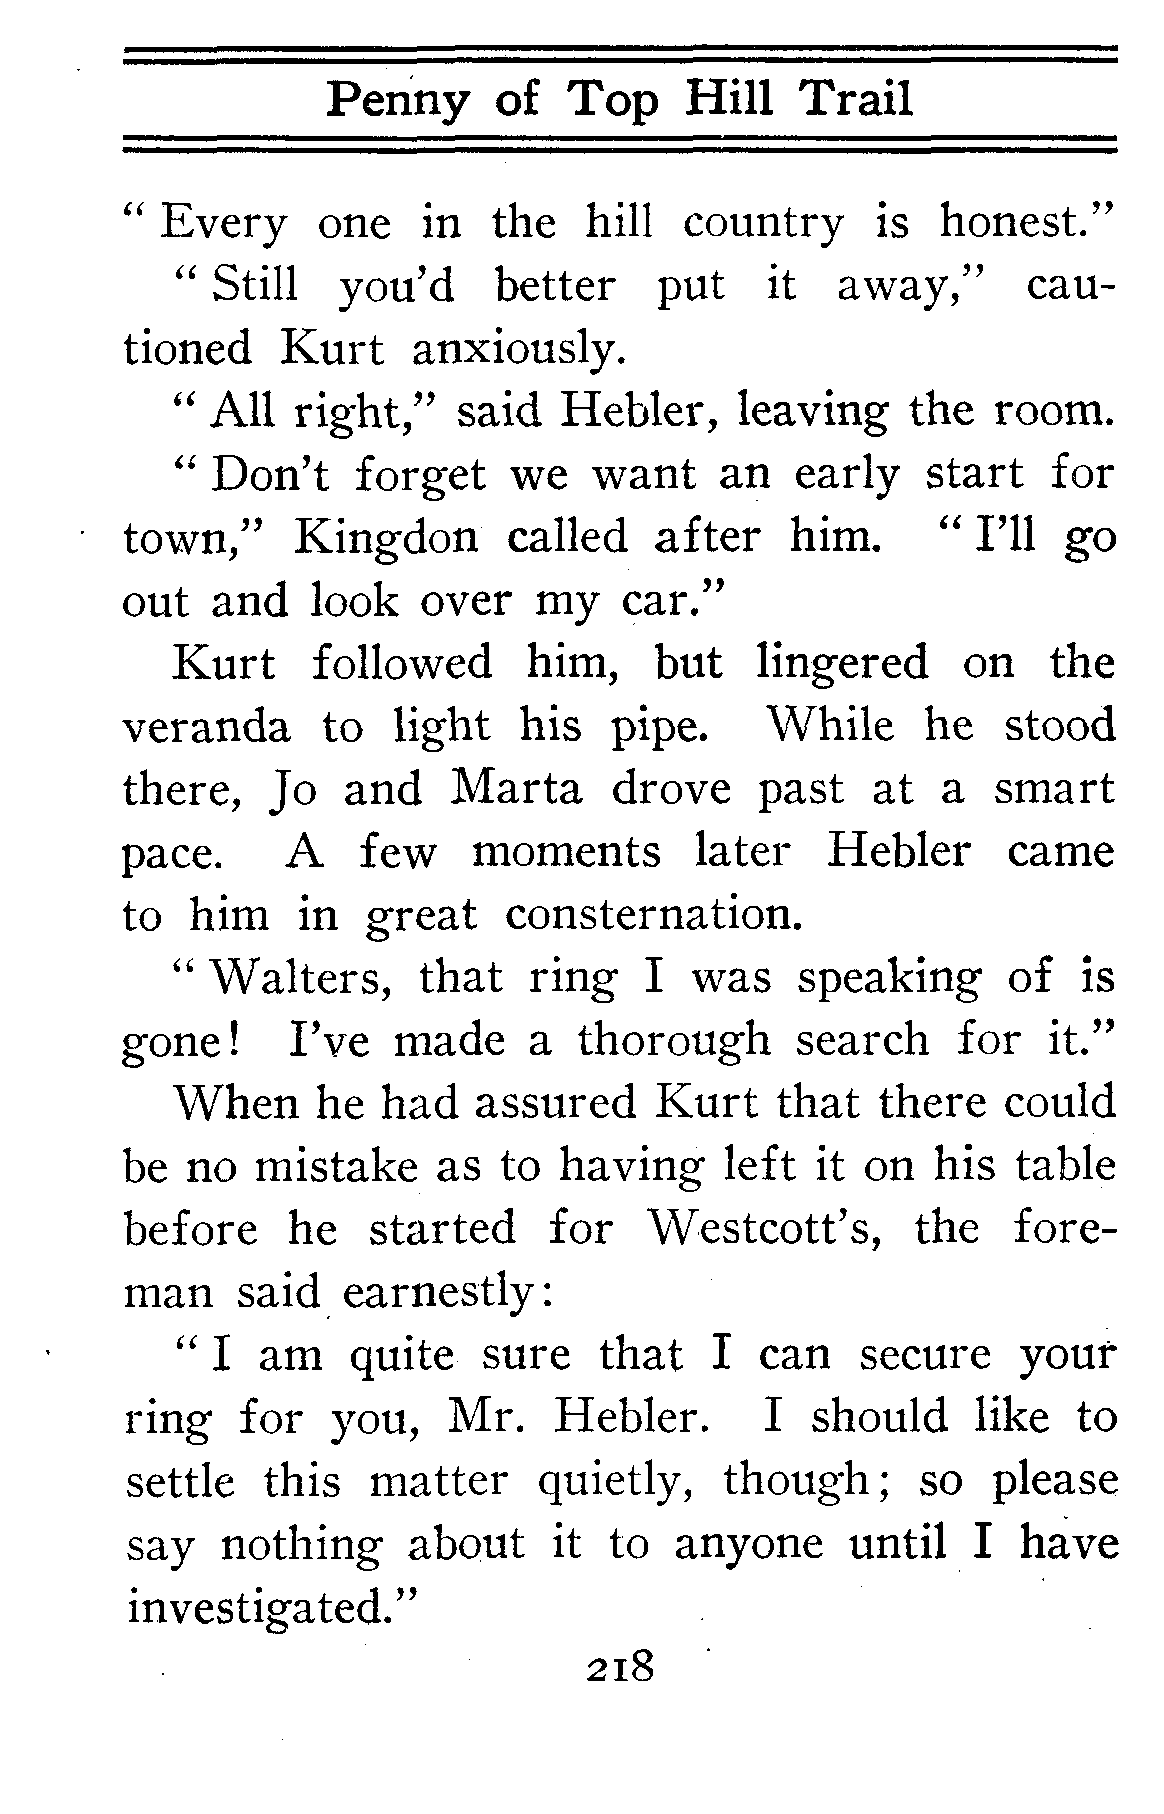 Penny of Top Hill Trail
" Every one in the hill country is honest."
" Still you'd better put it away," cau-
tioned Kurt anxiously.
" All right," said Hebler, leaving the room.
" Don't forget we want an early start for
town," Kingdon called after him. " I'll go
out and look over my car."
Kurt followed him, but lingered on the
veranda to light his pipe. While he stood
there, Jo and Marta drove past at a smart
pace. A few moments later Hebler came
to him in great consternation.
" Walters, that ring I was speaking of is
gone! I've made a thorough search for it."
When he had assured Kurt that there could
be no mistake as to having left it on his table
before he started for Westcott's, the fore-
man said earnestly:
" I am quite sure that I can secure your
ring for you, Mr. Hebler. I should like to
settle this matter quietly, though; so please
say nothing about it to anyone until I have
investigated."
218